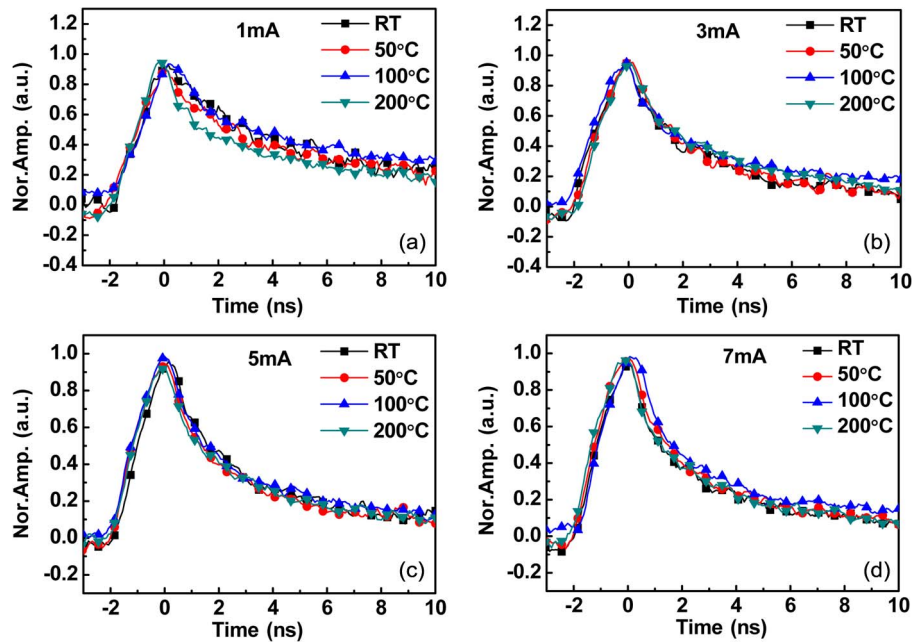 1.2
1.0
0.8
0.6
0.4
0.2
0.0
-0.2
-0.4
Nor.Amp. (a.u.)
1mA
RT
50°C
100°C
200°C
(a)
-2 0 2 4 6 8 10
Time (ns)
1.2
1.0
0.8
0.6
0.4
0.2
0.0
-0.2
-0.4
Nor.Amp. (a.u.)
3mA
RT
50°C
100°C
200°C
(b)
-2 0 2 4 6 8 10
Time (ns)
1.0
0.8
0.6
0.4
0.2
0.0
-0.2
Nor.Amp. (a.u.)
5mA
RT
50°C
100°C
200°C
(c)
-2 0 2 4 6 8 10
Time (ns)
1.0
0.8
0.6
0.4
0.2
0.0
-0.2
Nor.Amp. (a.u.)
7mA
RT
50°C
100°C
200°C
(d)
-2 0 2 4 6 8 10
Time (ns)